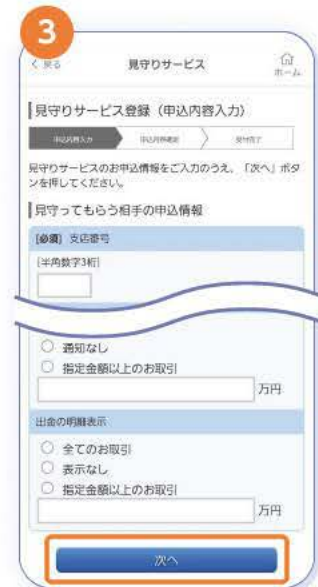 3
く 戻る
見守りサービス
ホーム
見守りサービス登録（申込内容入力）
申込内容入力
申込内容確認
受付完了
見守りサービスのお申込情報をご入力のうえ、「次へ」ボタ
ンを押してください。
見守ってもらう相手の申込情報
[必須] 支店番号
[半角数字3桁]
通知なし
指定金額以上のお取引
万円
出金の明細表示
全てのお取引
表示なし
指定金額以上のお取引
万円
次へ